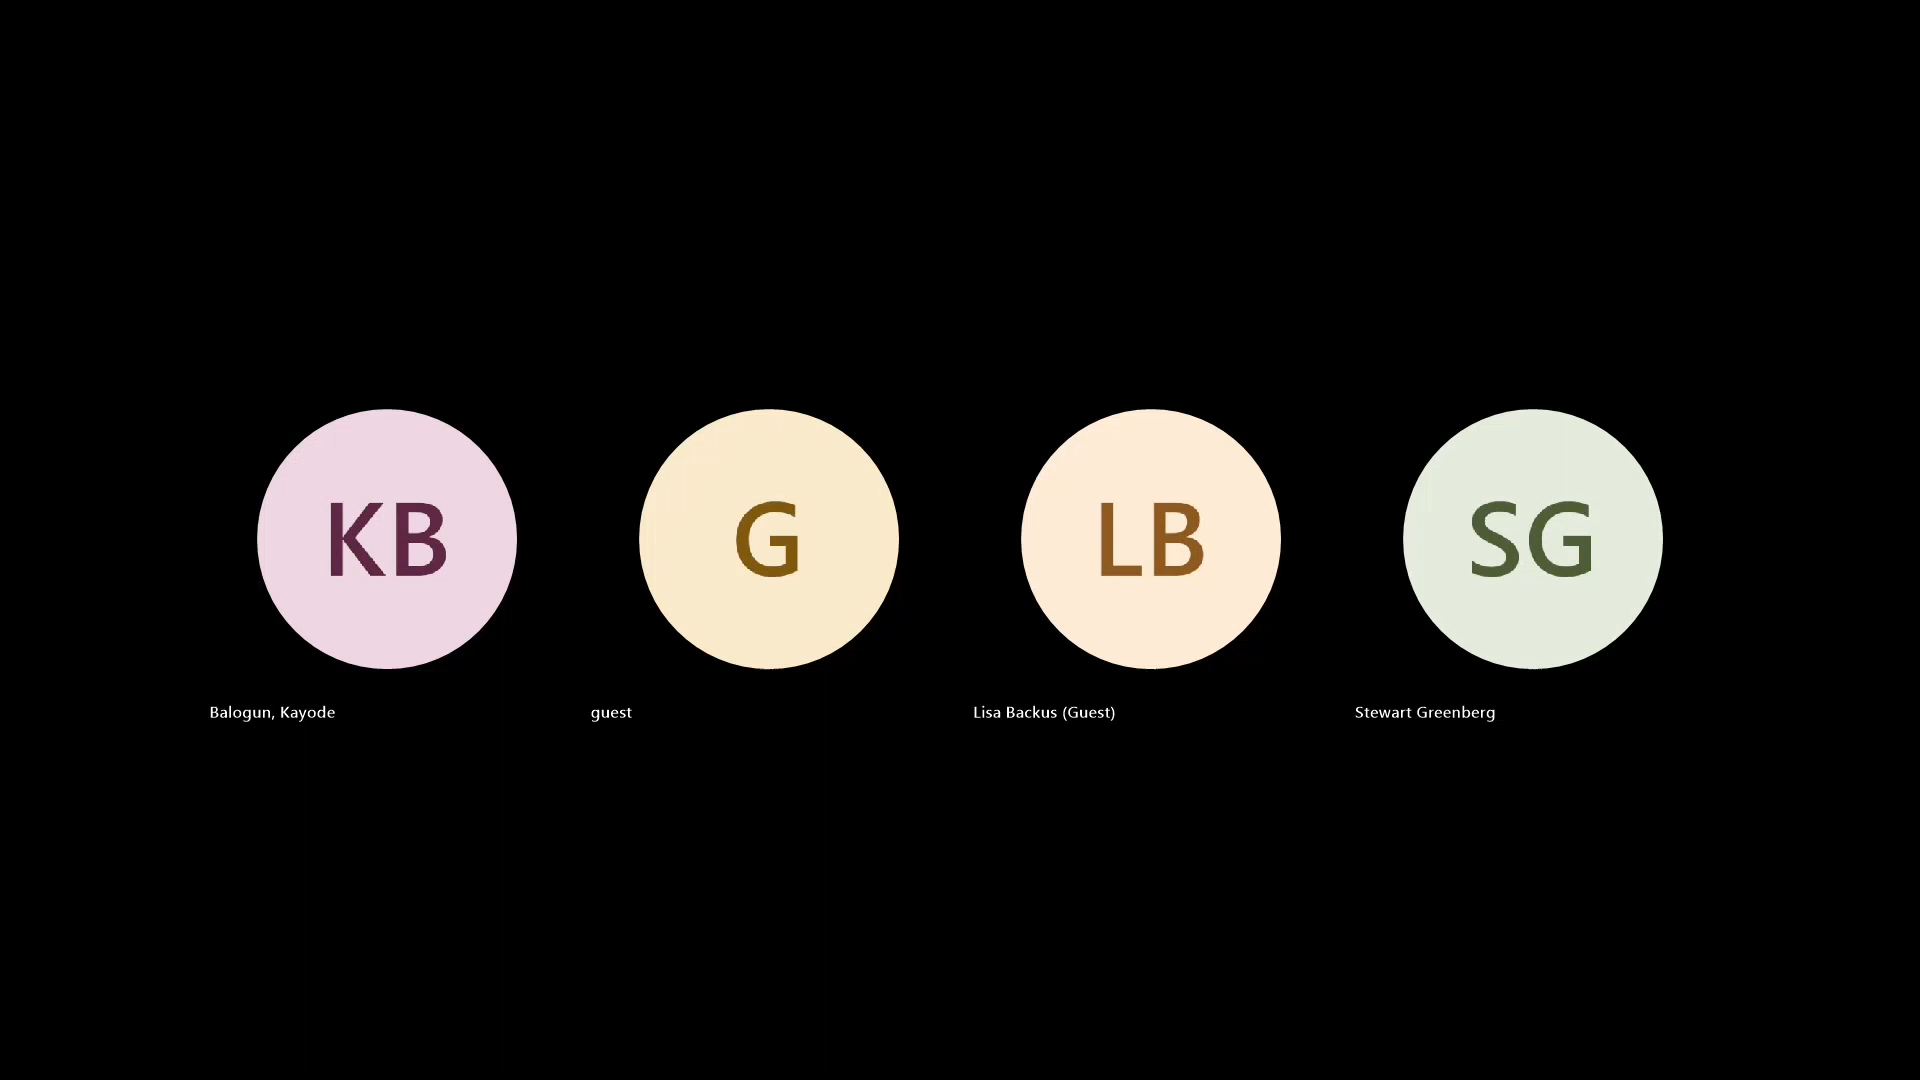 KB
G
LB
SG
Balogun, Kayode
guest
Lisa Backus (Guest)
Stewart Greenberg